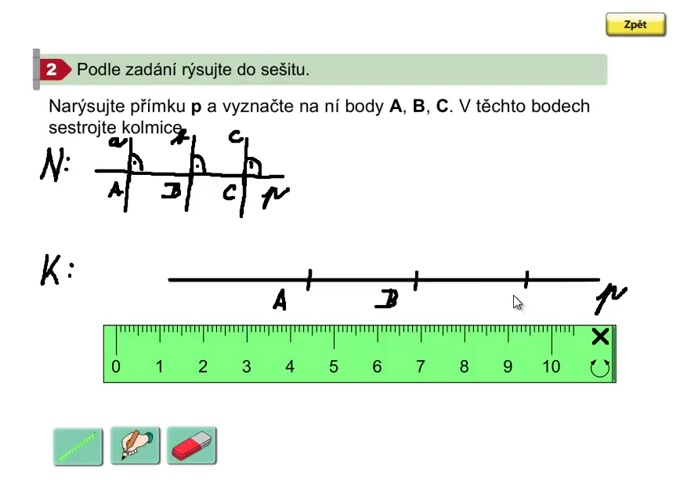 Zpět
2 Podle zadání rýsujte do sešitu.
Narýsujte přímku p a vyznačte na ní body A, B, C. V těchto bodech
sestrojte kolmice
a b c
N:
A B C p
K:
A B p
0 1 2 3 4 5 6 7 8 9 10